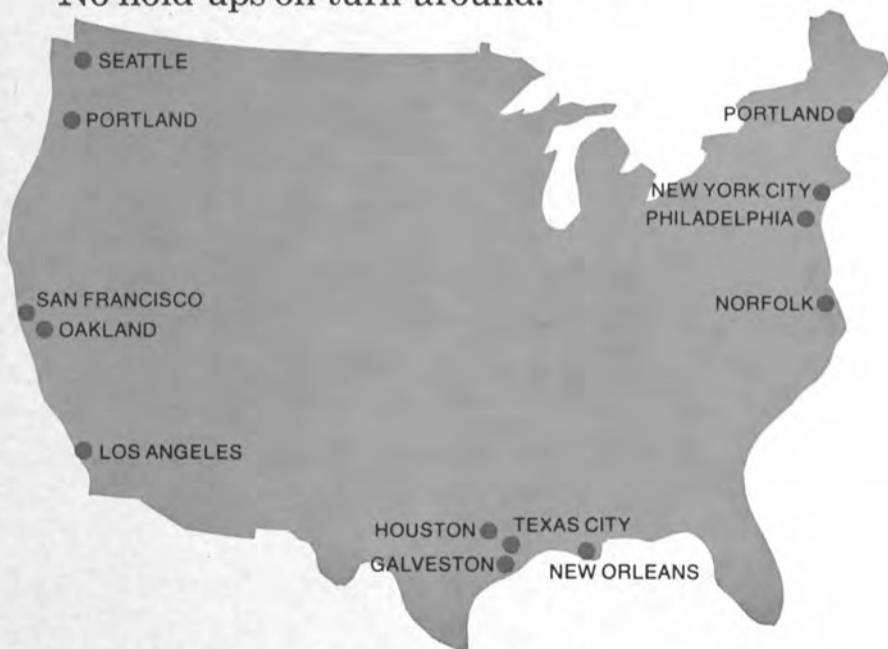 No hold-ups on turn-around.
SEATTLE
PORTLAND
PORTLAND
NEW YORK CITY
PHILADELPHIA
SAN FRANCISCO
NORFOLK
OAKLAND
LOS ANGELES
HOUSTON
TEXAS CITY
GALVESTON
NEW ORLEANS